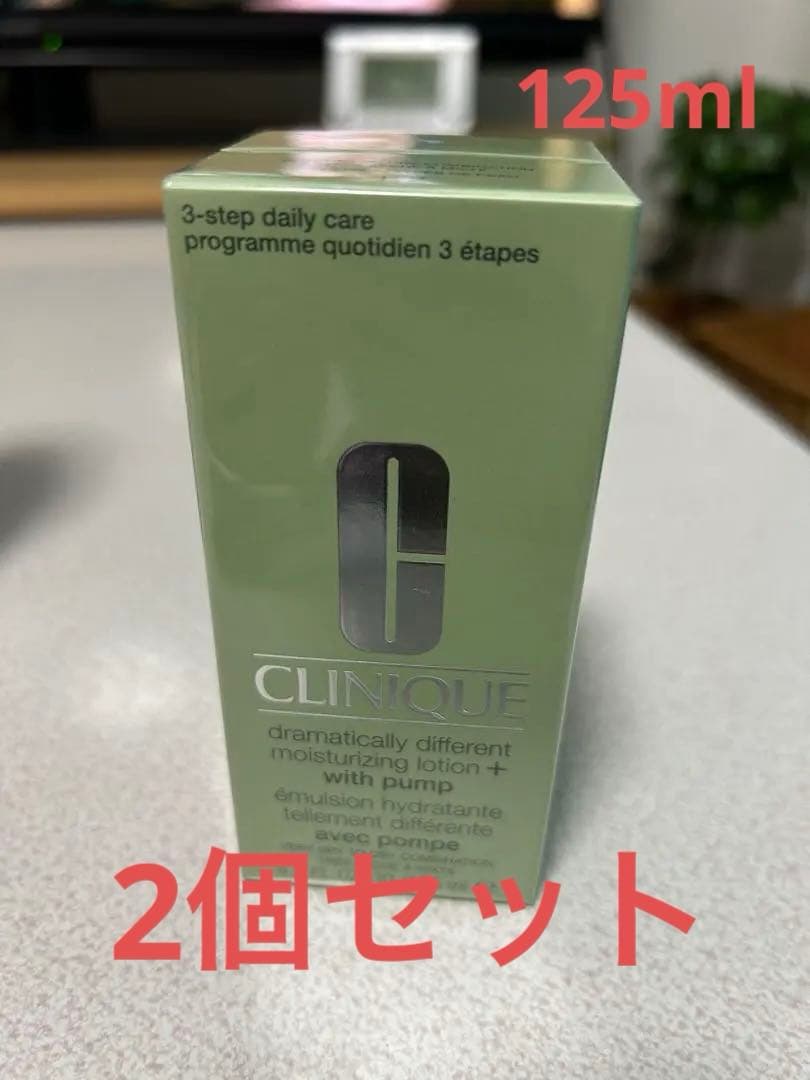 125ml
3-step daily care
programme quotidien 3 étapes
CLINIQUE
dramatically different
moisturizing lotion +
with pump
émulsion hydratante
tellement différente
avec pompe
2個セット